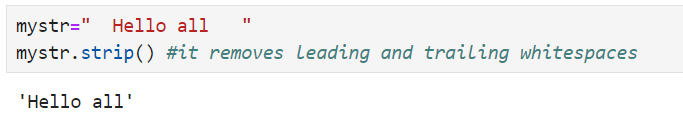 mystr="  Hello all   "
mystr.strip() #it removes leading and trailing whitespaces
'Hello all'